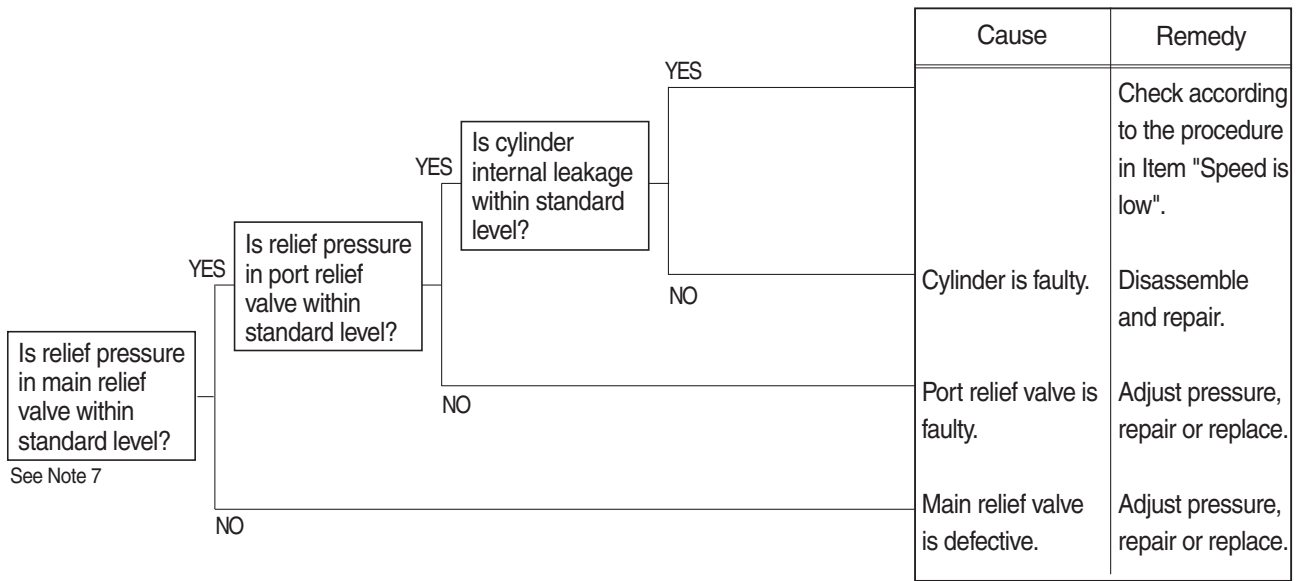 Cause
Remedy
YES
Check according
to the procedure
in Item "Speed is
low".
Is cylinder
internal leakage
within standard
level?
YES
NO
Cylinder is faulty.
Disassemble
and repair.
Is relief pressure
in port relief
valve within
standard level?
YES
NO
Port relief valve is
faulty.
Adjust pressure,
repair or replace.
Is relief pressure
in main relief
valve within
standard level?
See Note 7
NO
Main relief valve
is defective.
Adjust pressure,
repair or replace.